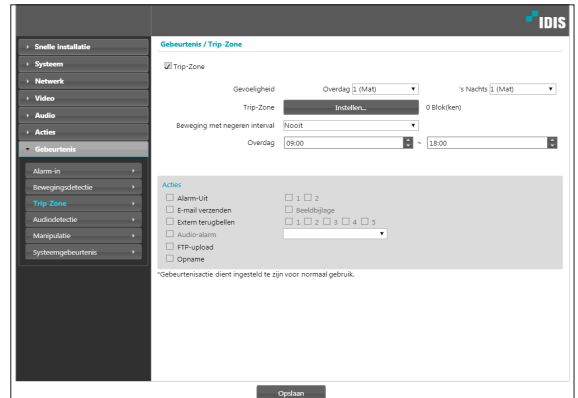 IDIS
Snelle installatie
Systeem
Netwerk
Video
Audio
Acties
Gebeurtenis
Alarm-in
Bewegingsdetectie
Trip-Zone
Audiodetectie
Manipulatie
Systeemgebeurtenis
Gebeurtenis / Trip-Zone
Trip-Zone
Gevoeligheid Overdag 1 (Mat) 's Nachts 1 (Mat)
Trip-Zone Instellen... 0 Blok(ken)
Beweging met negeren interval Nooit
Overdag 09:00 ~ 18:00
Acties
Alarm-Uit 1 2
E-mail verzenden Beeldbijlage
Extern terugbellen 1 2 3 4 5
Audio-alarm
FTP-upload
Opname
*Gebeurtenisactie dient ingesteld te zijn voor normaal gebruik.
Opslaan